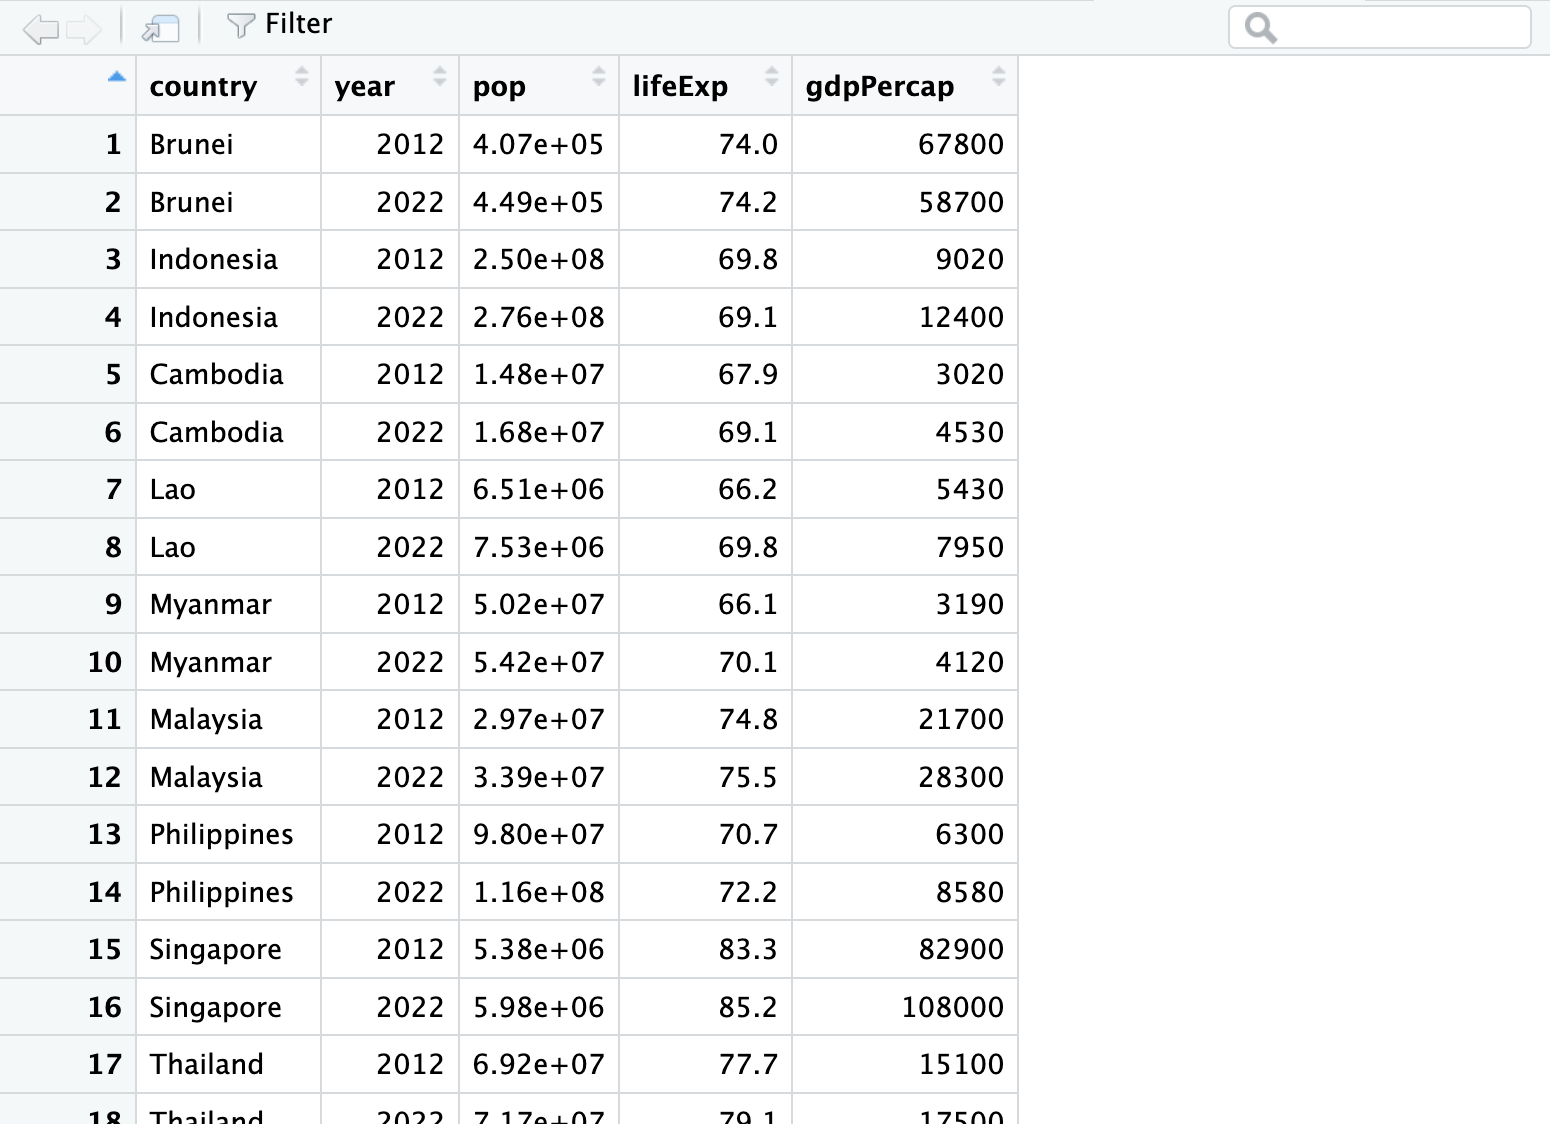 Filter
country year pop lifeExp gdpPercap
1 Brunei 2012 4.07e+05 74.0 67800
2 Brunei 2022 4.49e+05 74.2 58700
3 Indonesia 2012 2.50e+08 69.8 9020
4 Indonesia 2022 2.76e+08 69.1 12400
5 Cambodia 2012 1.48e+07 67.9 3020
6 Cambodia 2022 1.68e+07 69.1 4530
7 Lao 2012 6.51e+06 66.2 5430
8 Lao 2022 7.53e+06 69.8 7950
9 Myanmar 2012 5.02e+07 66.1 3190
10 Myanmar 2022 5.42e+07 70.1 4120
11 Malaysia 2012 2.97e+07 74.8 21700
12 Malaysia 2022 3.39e+07 75.5 28300
13 Philippines 2012 9.80e+07 70.7 6300
14 Philippines 2022 1.16e+08 72.2 8580
15 Singapore 2012 5.38e+06 83.3 82900
16 Singapore 2022 5.98e+06 85.2 108000
17 Thailand 2012 6.92e+07 77.7 15100
18 Thailand 2022 7.17e+07 79.1 17500